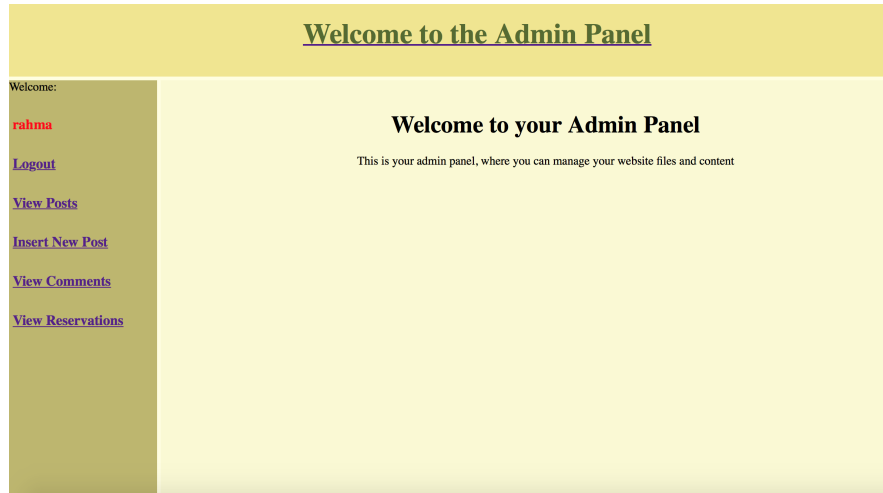 Welcome to the Admin Panel
Welcome:
rahma
Logout
View Posts
Insert New Post
View Comments
View Reservations
Welcome to your Admin Panel
This is your admin panel, where you can manage your website files and content